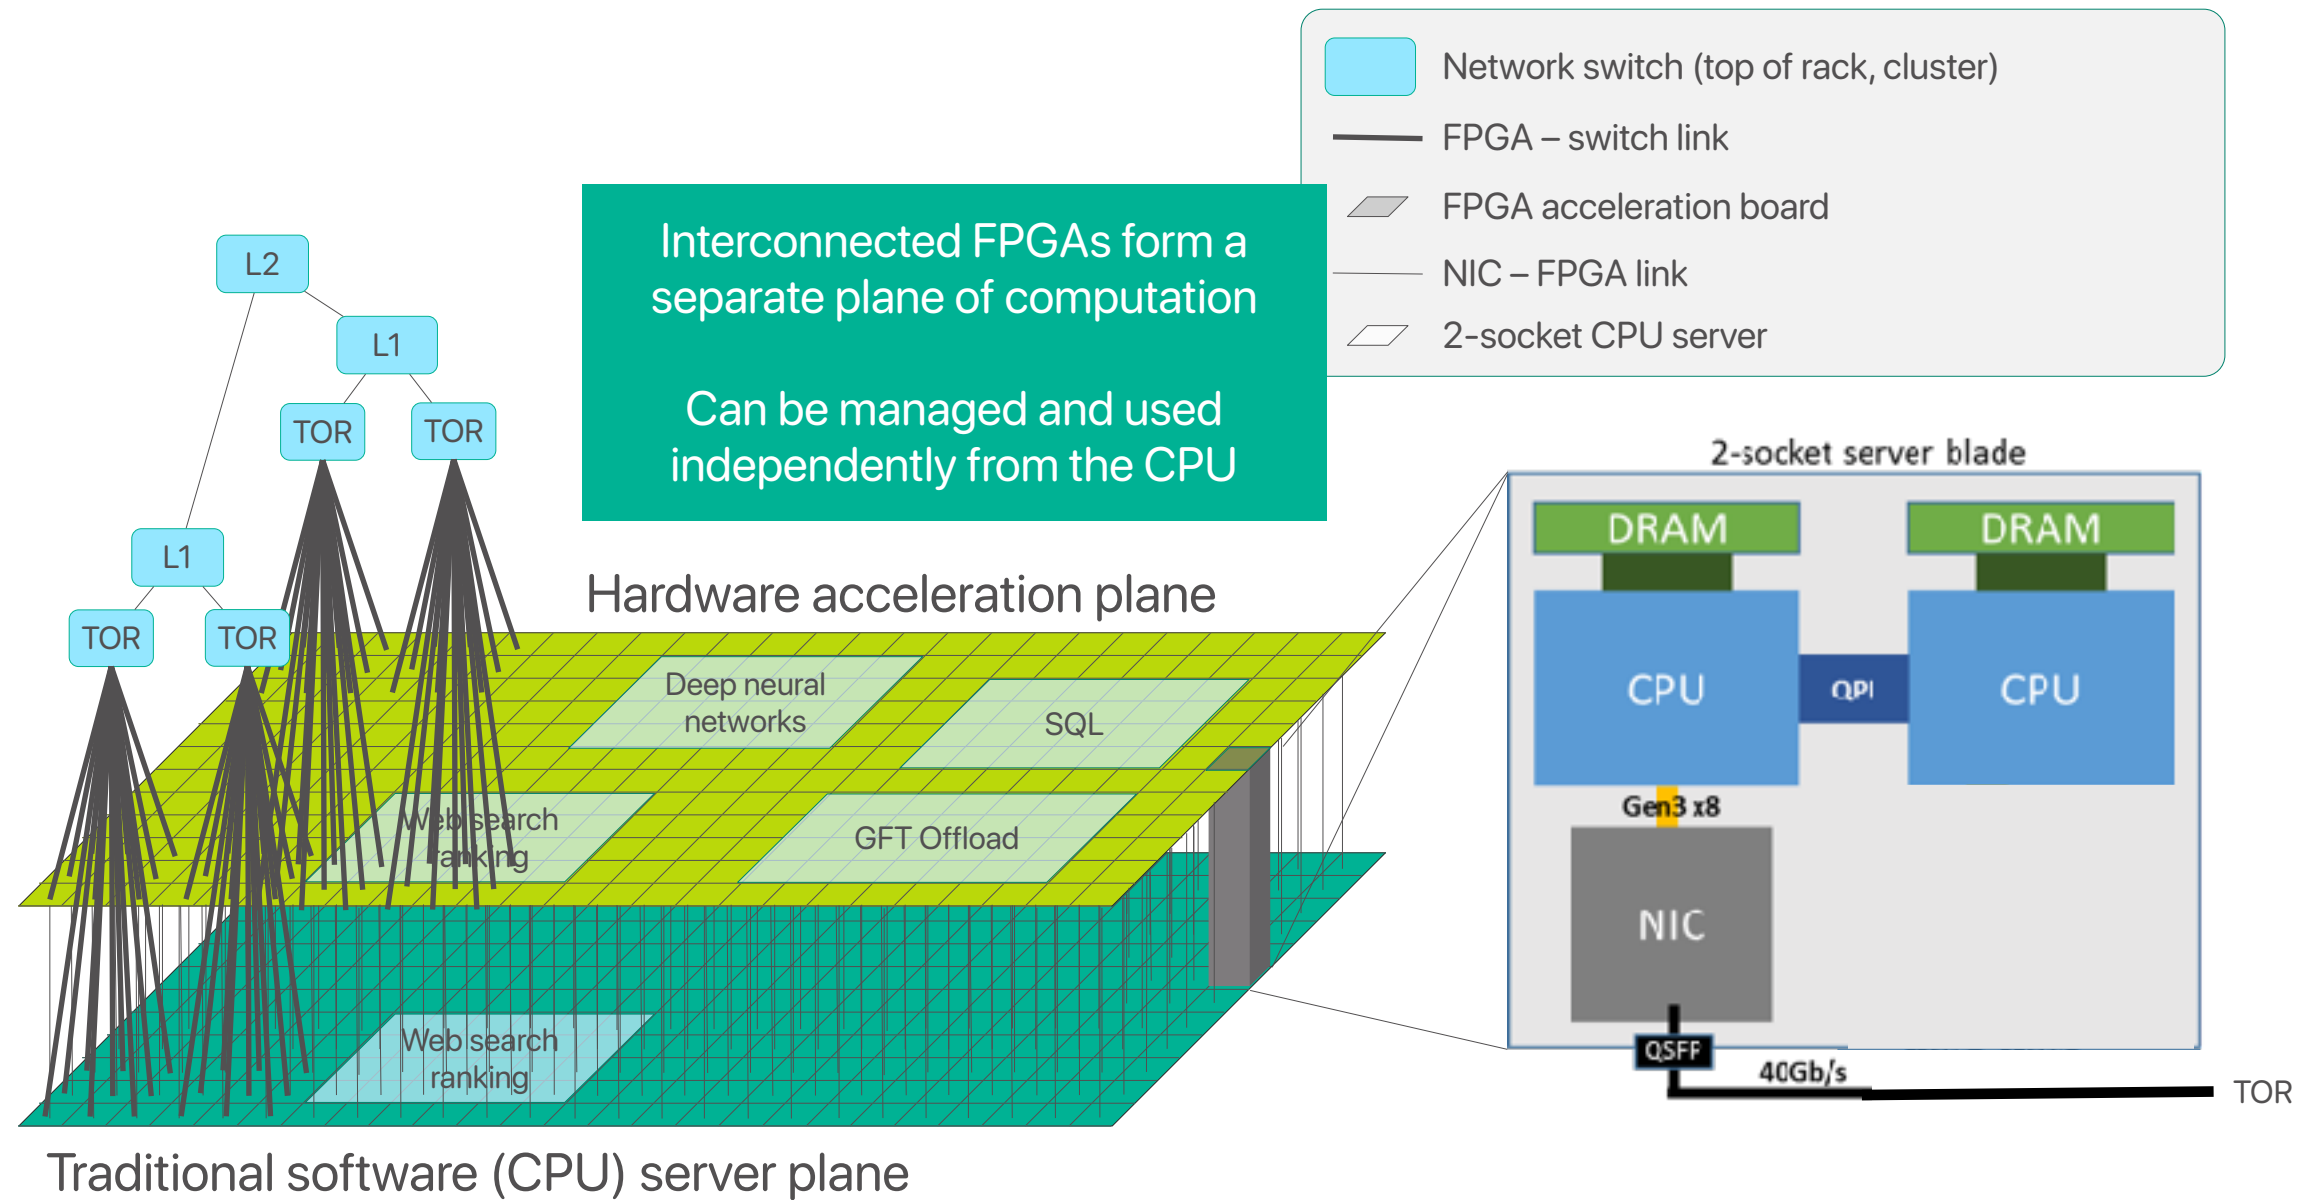 Network switch (top of rack, cluster)
FPGA – switch link
FPGA acceleration board
NIC – FPGA link
2-socket CPU server
Interconnected FPGAs form a
separate plane of computation
Can be managed and used
independently from the CPU
L2
L1
TOR
TOR
L1
TOR
TOR
Hardware acceleration plane
Deep neural
networks
SQL
Web search
ranking
GFT Offload
Web search
ranking
Traditional software (CPU) server plane
2-socket server blade
DRAM
DRAM
CPU
QPI
CPU
Gen3 x8
NIC
QSFP
40Gb/s
TOR